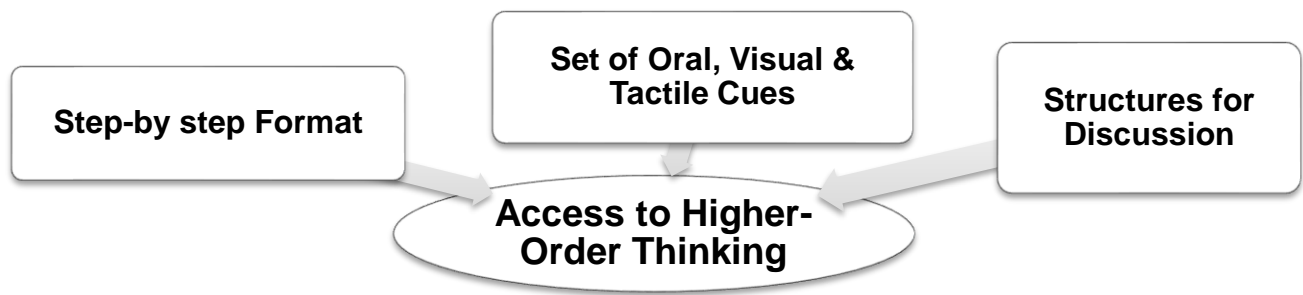 Step-by step Format
Set of Oral, Visual &
Tactile Cues
Structures for
Discussion
Access to Higher-
Order Thinking